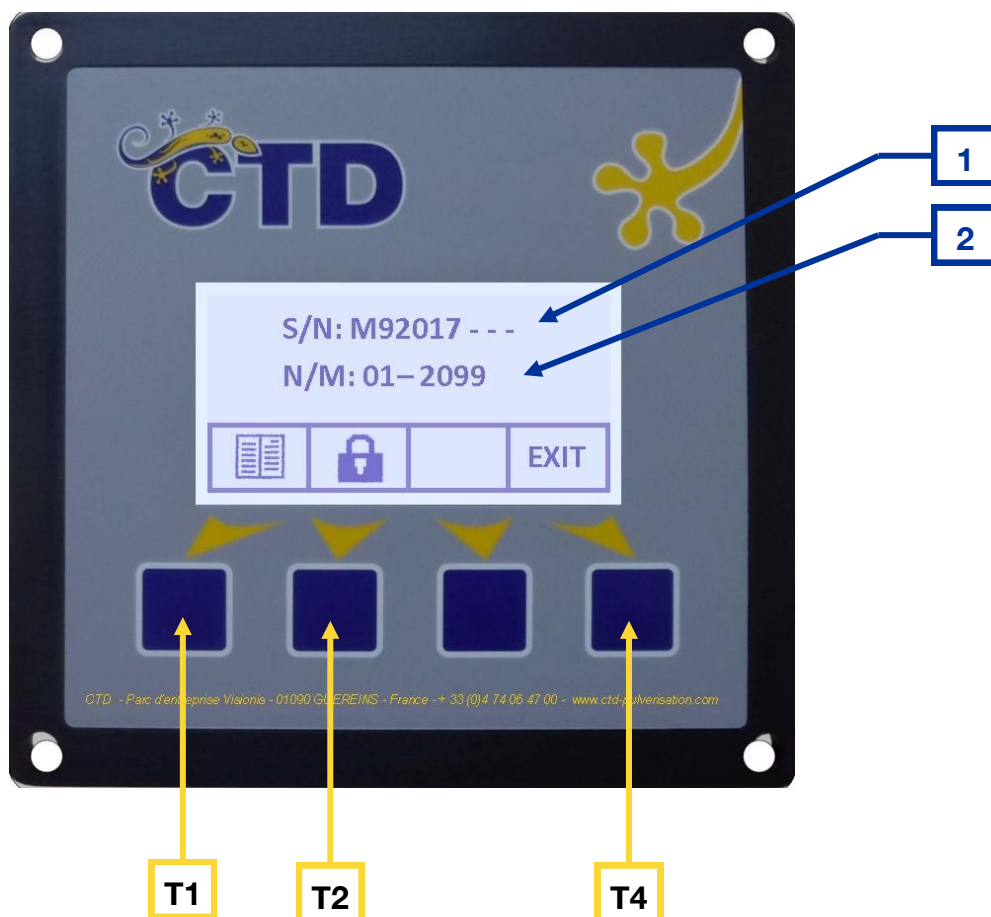 CTD
1
2
S/N: M92017 - - -
N/M: 01– 2099
EXIT
CTD - Parc d'entreprise Visionis - 01090 GUEREINS - France - + 33 (0)4 74 06 47 00 - www.ctd-pulverisation.com
T1
T2
T4